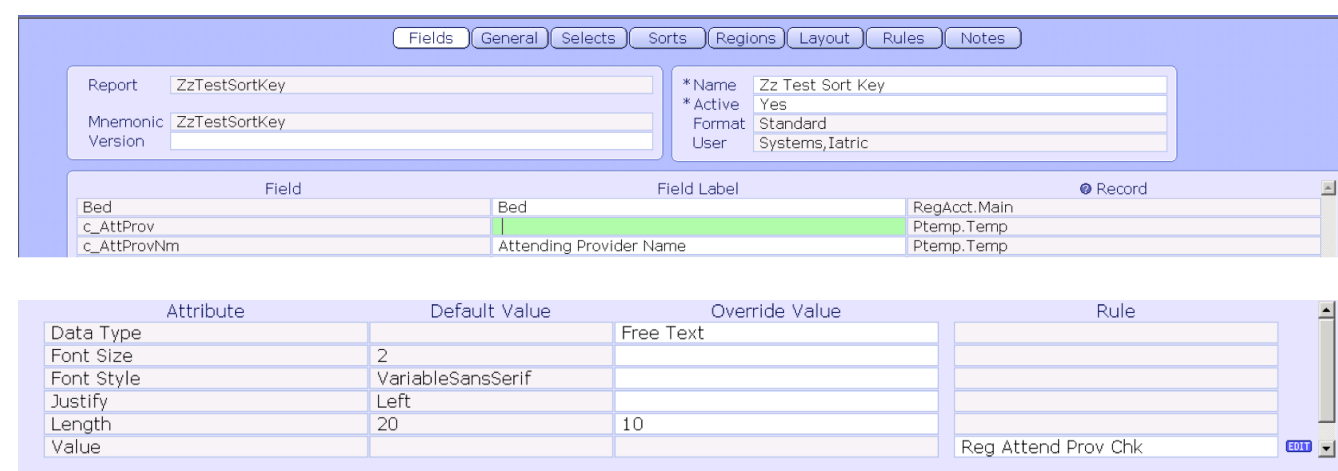 Fields General Selects Sorts Regions Layout Rules Notes
Report ZzTestSortKey
Mnemonic ZzTestSortKey
Version
*Name Zz Test Sort Key
*Active Yes
Format Standard
User Systems,Iatric
Field Field Label Record
Bed Bed RegAcct.Main
c_AttProv Ptemp.Temp
c_AttProvNm Attending Provider Name Ptemp.Temp
Attribute Default Value Override Value Rule
Data Type Free Text
Font Size 2
Font Style VariableSansSerif
Justify Left
Length 20 10
Value Reg Attend Prov Chk EDIT